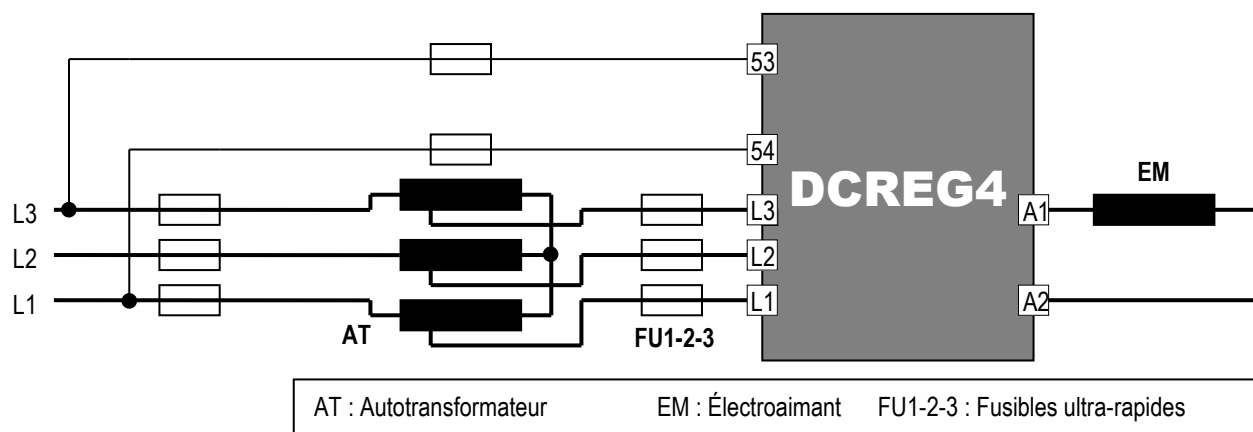 53
54
DCREG4
EM
L3
L3
A1
L2
L2
L1
L1
A2
AT
FU1-2-3
AT : Autotransformateur EM : Électroaimant FU1-2-3 : Fusibles ultra-rapides